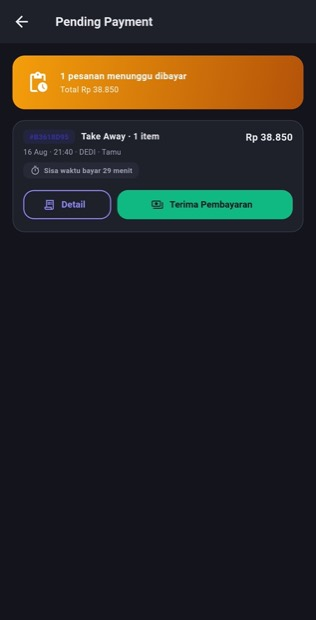 Pending Payment
1 pesanan menunggu dibayar
Total Rp 38.850
Take Away · 1 item
Rp 38.850
16 Aug · 21:40 · DEDI · Tamu
Sisa waktu bayar 29 menit
Detail
Terima Pembayaran